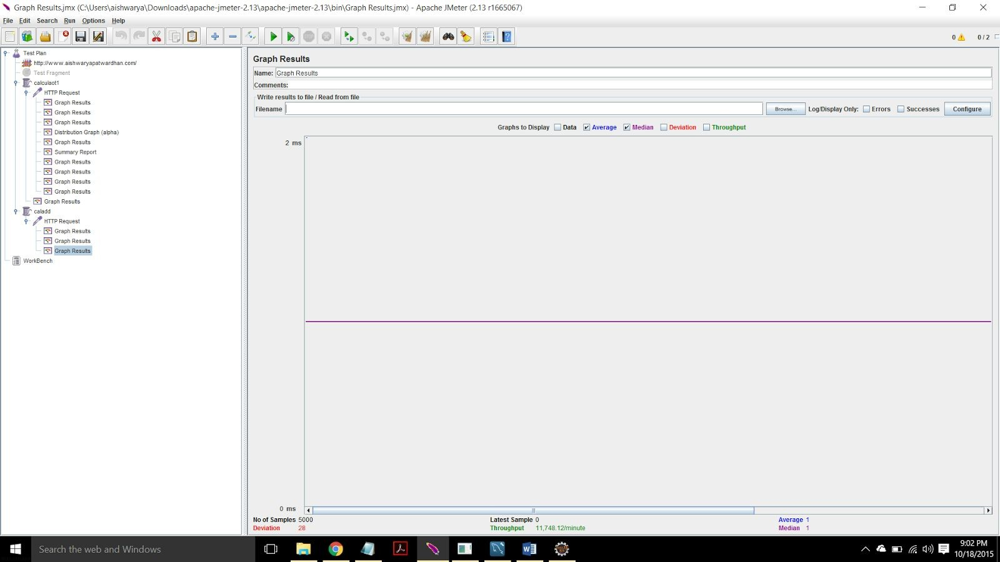 Graph Results.jmx (C:\Users\aishwarya\Downloads\apache-jmeter-2.13\apache-jmeter-2.13\bin\Graph Results.jmx) - Apache JMeter (2.13 r1665067)
File Edit Search Run Options Help
0 0 / 2
Test Plan
http://www.aishwaryapatwardhan.com/
Test Fragment
calculaot1
HTTP Request
Graph Results
Graph Results
Graph Results
Distribution Graph (alpha)
Graph Results
Summary Report
Graph Results
Graph Results
Graph Results
Graph Results
Graph Results
caladd
HTTP Request
Graph Results
Graph Results
Graph Results
WorkBench
Graph Results
Name: Graph Results
Comments:
Write results to file / Read from file
Filename Browse... Log/Display Only: Errors Successes Configure
Graphs to Display Data Average Median Deviation Throughput
2 ms
0 ms
No of Samples 5000 Latest Sample 0 Average 1
Deviation 28 Throughput 11,748.12/minute Median 1
Search the web and Windows
9:02 PM
10/18/2015